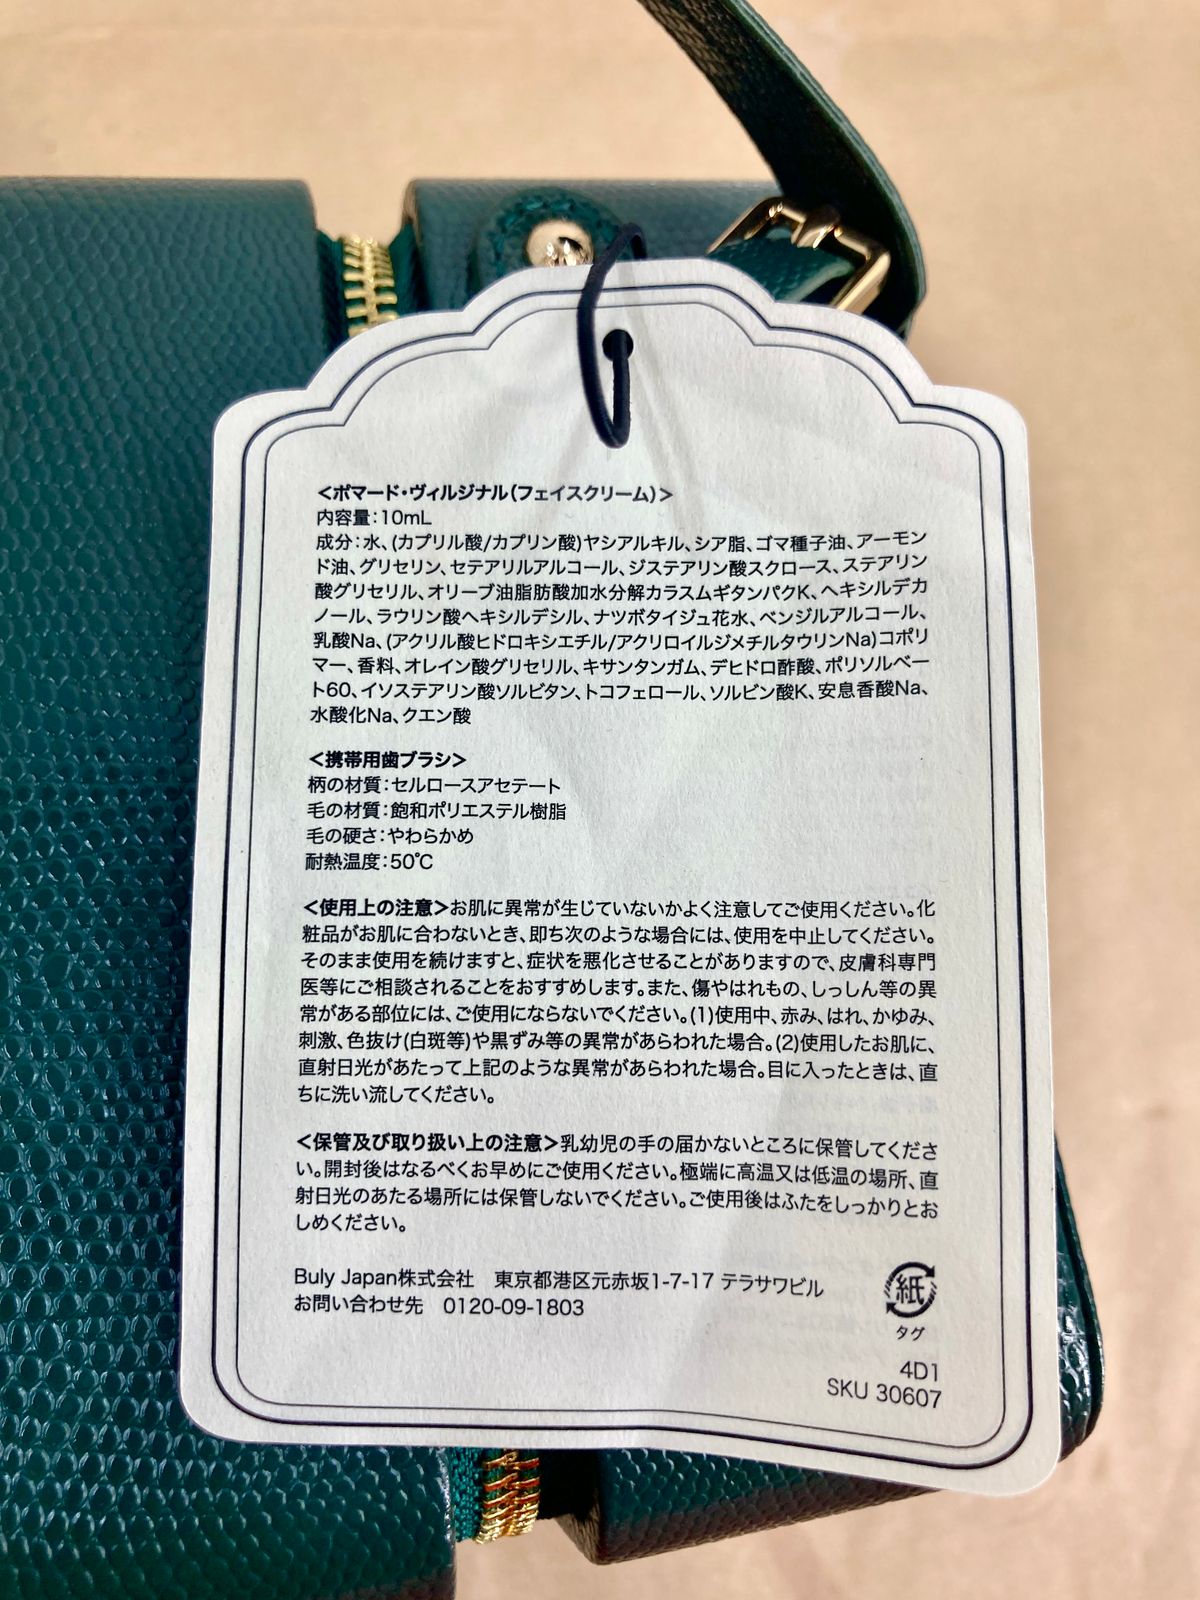 ＜ポマード・ヴィルジナル(フェイスクリーム)＞
内容量:10mL
成分:水、(カプリル酸/カプリン酸)ヤシアルキル、シア脂、ゴマ種子油、アーモン
ド油、グリセリン、セテアリルアルコール、ジステアリン酸スクロース、ステアリン
酸グリセリル、オリーブ油脂肪酸加水分解カラスムギタンパクK、ヘキシルデカ
ノール、ラウリン酸ヘキシルデシル、ナツボダイジュ花水、ベンジルアルコール、
乳酸Na、(アクリル酸ヒドロキシエチル/アクリロイルジメチルタウリンNa)コポリ
マー、香料、オレイン酸グリセリル、キサンタンガム、デヒドロ酢酸、ポリソルベー
ト60、イソステアリン酸ソルビタン、トコフェロール、ソルビン酸K、安息香酸Na、
水酸化Na、クエン酸
＜携帯用歯ブラシ＞
柄の材質:セルロースアセテート
毛の材質:飽和ポリエステル樹脂
毛の硬さ:やわらかめ
耐熱温度:50℃
＜使用上の注意＞お肌に異常が生じていないかよく注意してご使用ください。化
粧品がお肌に合わないとき、即ち次のような場合には、使用を中止してください。
そのまま使用を続けますと、症状を悪化させることがありますので、皮膚科専門
医等にご相談されることをおすすめします。また、傷やはれもの、しっしん等の異
常がある部位には、ご使用にならないでください。(1)使用中、赤み、はれ、かゆみ、
刺激、色抜け(白斑等)や黒ずみ等の異常があらわれた場合。(2)使用したお肌に、
直射日光があたって上記のような異常があらわれた場合。目に入ったときは、直
ちに洗い流してください。
＜保管及び取り扱い上の注意＞乳幼児の手の届かないところに保管してくださ
い。開封後はなるべくお早めにご使用ください。極端に高温又は低温の場所、直
射日光のあたる場所には保管しないでください。ご使用後はふたをしっかりとお
しめください。
Buly Japan株式会社　東京都港区元赤坂1-7-17 テラサワビル
お問い合わせ先　0120-09-1803
紙
タグ
4D1
SKU 30607